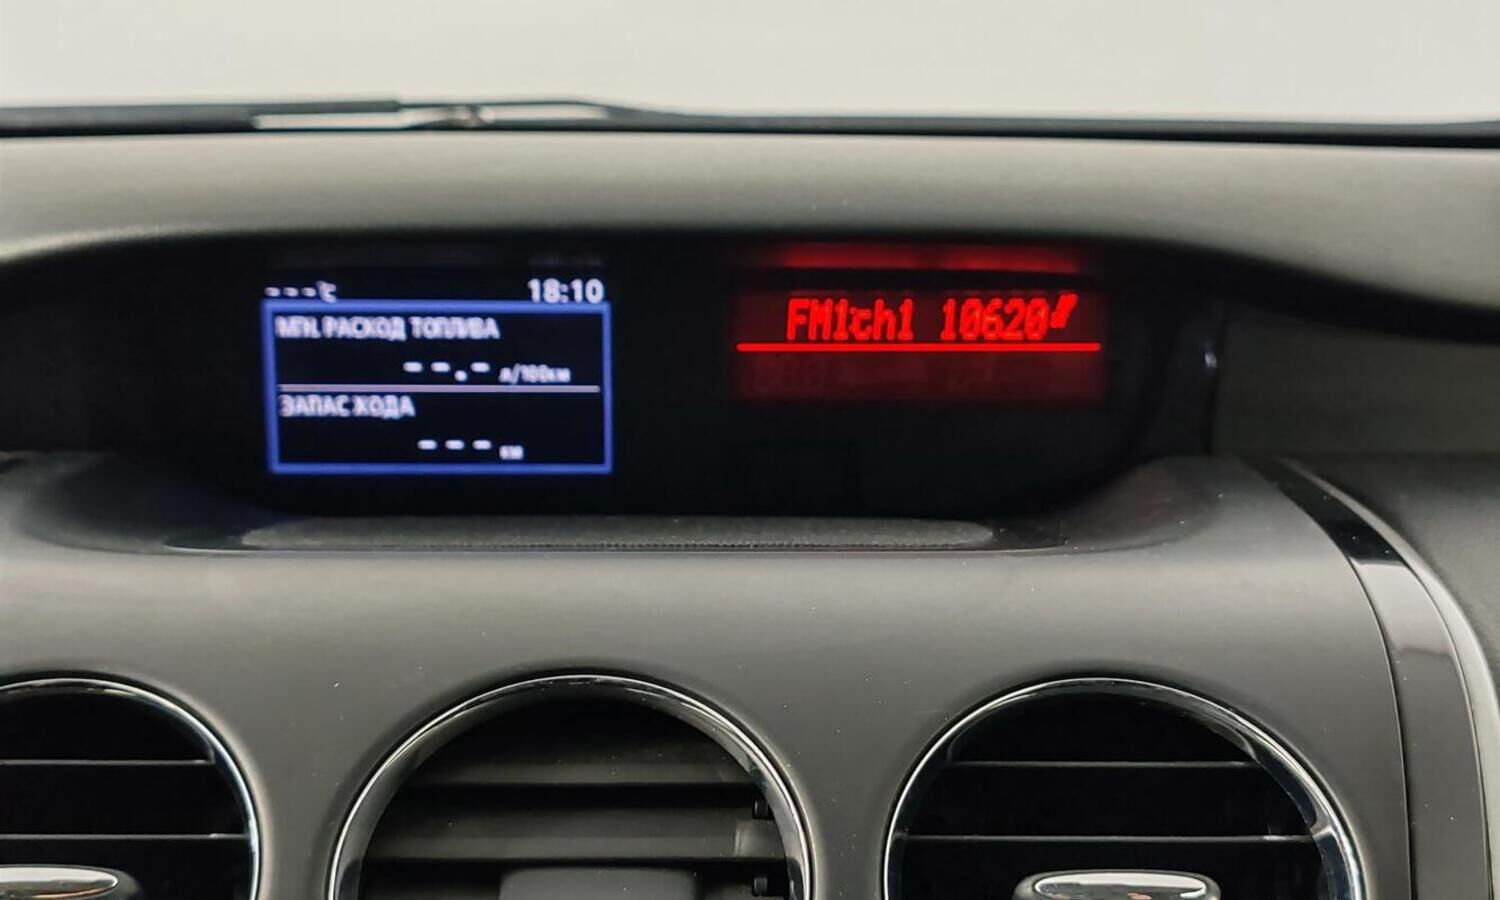 ---°C 18:10
МГН. РАСХОД ТОПЛИВА
--.- л/100км
ЗАПАС ХОДА
--- км
FM1ch1 10620